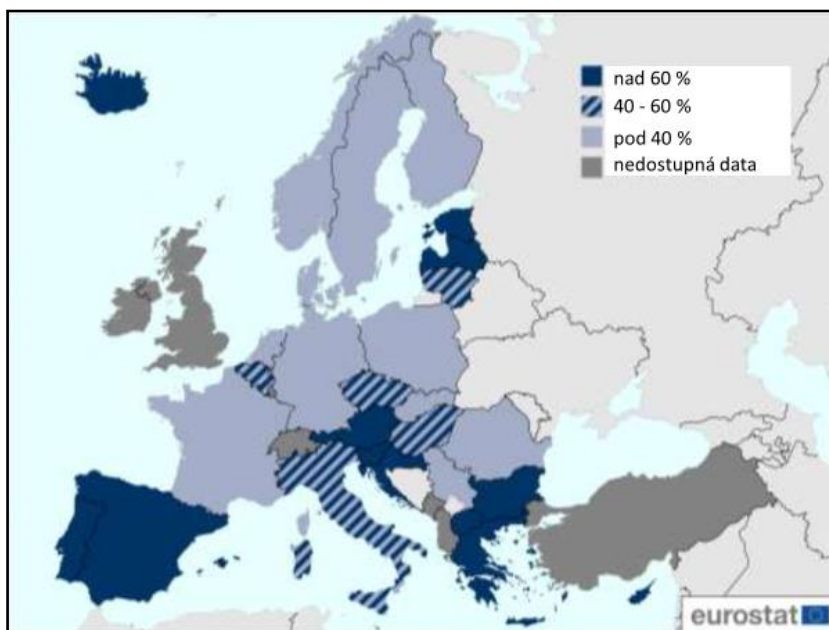 nad 60 %
40 - 60 %
pod 40 %
nedostupná data
eurostat